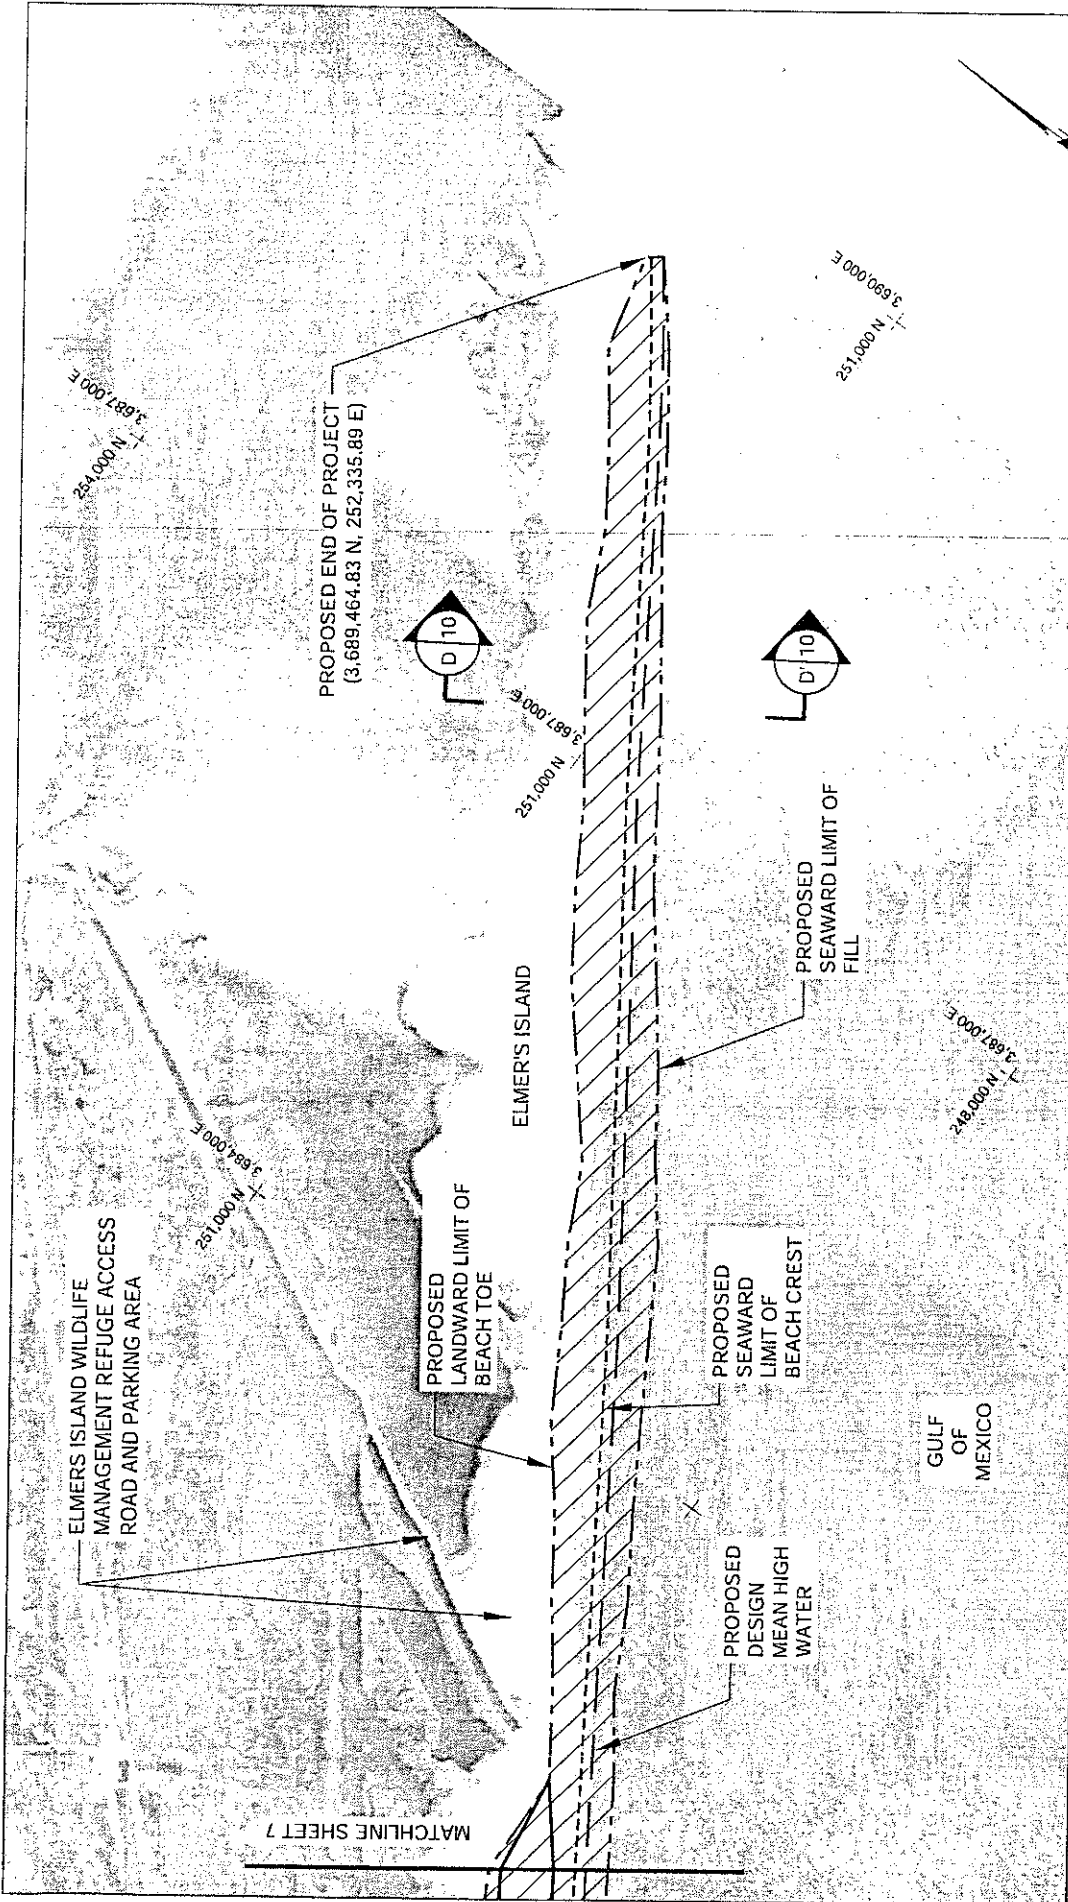 ELMERS ISLAND WILDLIFE
MANAGEMENT REFUGE ACCESS
ROAD AND PARKING AREA
254,000 N
3,687,000 E
251,000 N
3,684,000 E
PROPOSED END OF PROJECT
(3,689,464.83 N, 252,335.89 E)
D 10
MATCHLINE SHEET 7
PROPOSED
LANDWARD LIMIT OF
BEACH TOE
ELMER'S ISLAND
251,000 N
3,687,000 E
D' 10
251,000 N
3,690,000 E
PROPOSED
DESIGN
MEAN HIGH
WATER
PROPOSED
SEAWARD
LIMIT OF
BEACH CREST
PROPOSED
SEAWARD LIMIT OF
FILL
GULF
OF
MEXICO
248,000 N
3,687,000 E